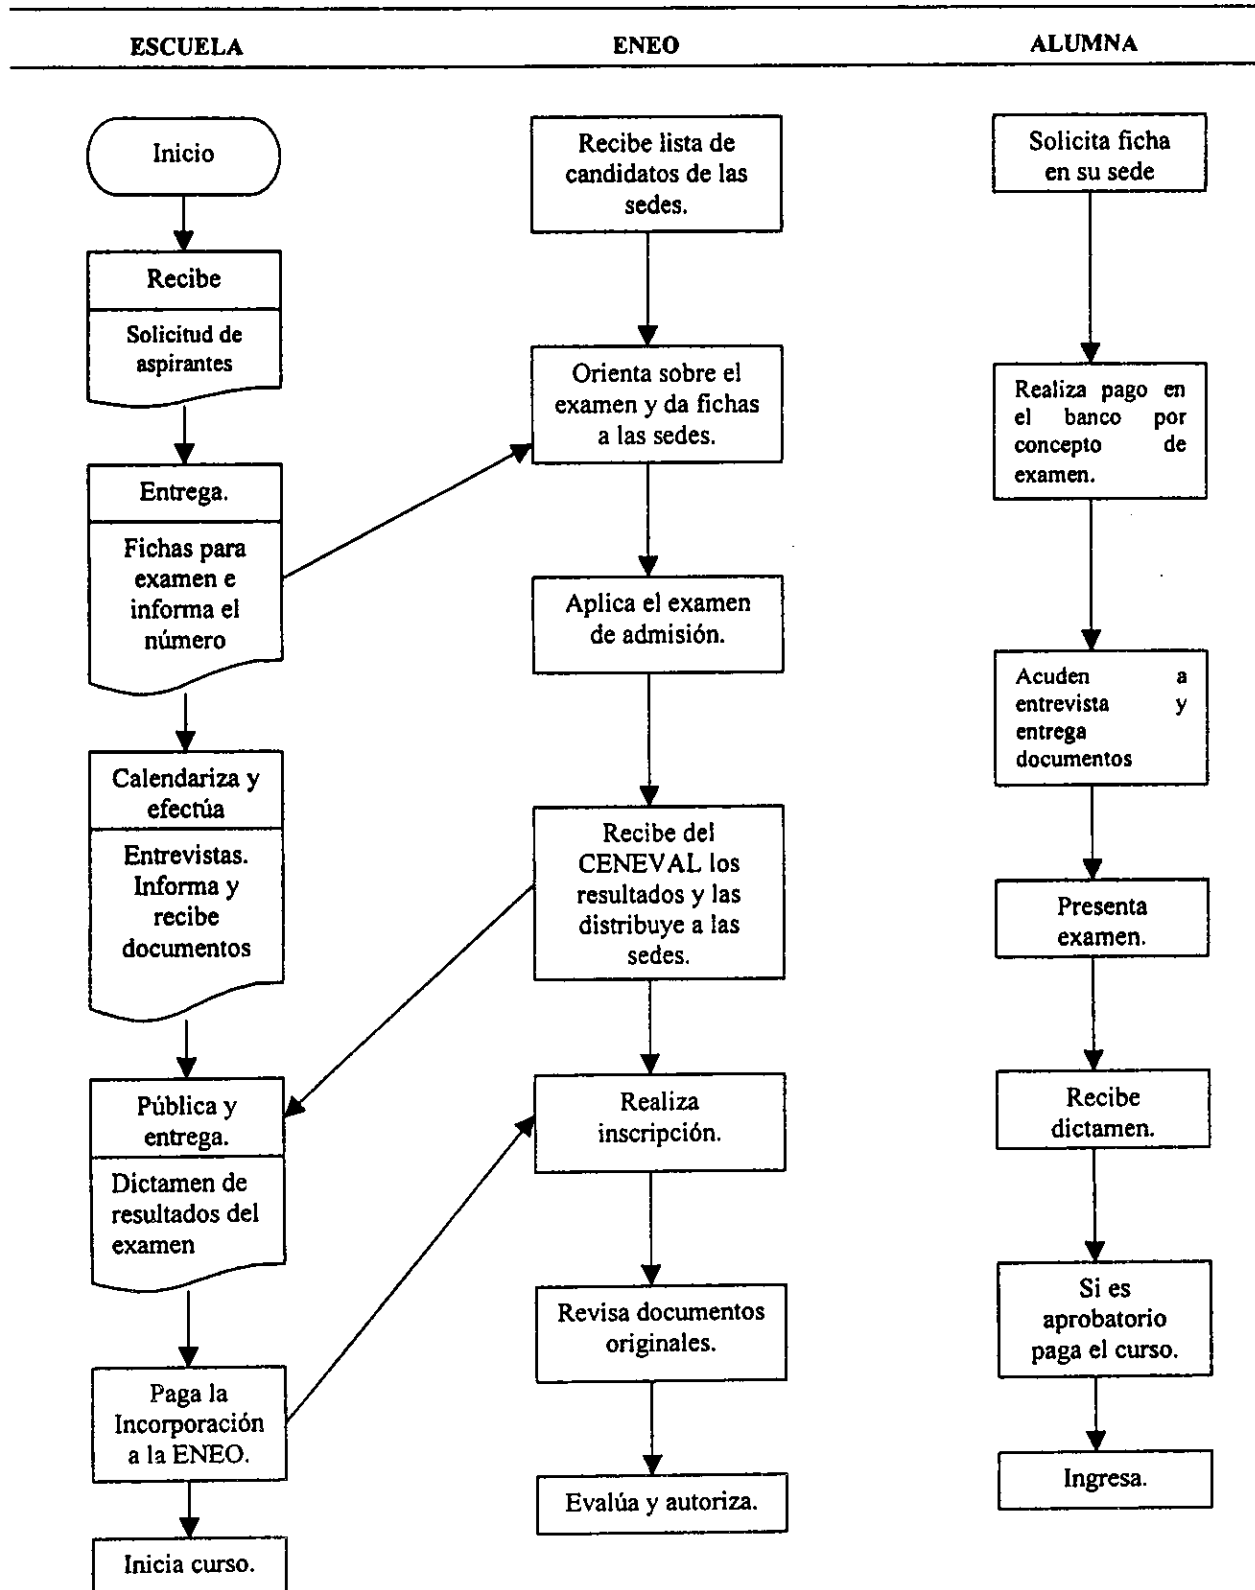 ESCUELA
ENEO
ALUMNA
Inicio
Recibe
Solicitud de
aspirantes
Entrega.
Fichas para
examen e
informa el
número
Calendariza y
efectúa
Entrevistas.
Informa y
recibe
documentos
Pública y
entrega.
Dictamen de
resultados del
examen
Paga la
Incorporación
a la ENEO.
Inicia curso.
Recibe lista de
candidatos de las
sedes.
Orienta sobre el
examen y da fichas
a las sedes.
Aplica el examen
de admisión.
Recibe del
CENEVAL los
resultados y las
distribuye a las
sedes.
Realiza
inscripción.
Revisa documentos
originales.
Evalúa y autoriza.
Solicita ficha
en su sede
Realiza pago en
el banco por
concepto de
examen.
Acuden a
entrevista y
entrega
documentos
Presenta
examen.
Recibe
dictamen.
Si es
aprobatorio
paga el curso.
Ingresa.